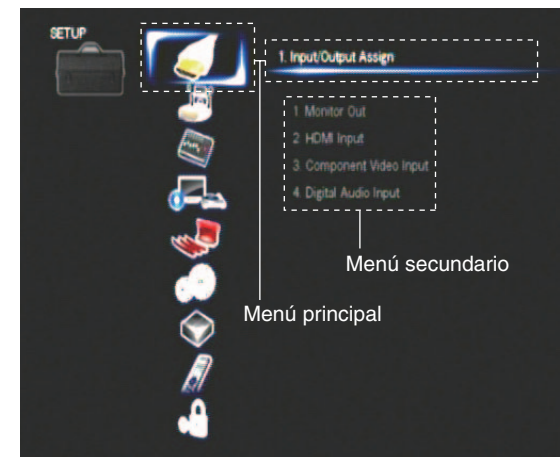 SETUP
1. Input/Output Assign
1 Monitor Out
2 HDMI Input
3. Component Video Input
4. Digital Audio Input
Menú secundario
Menú principal